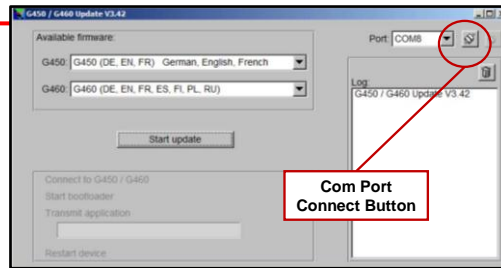 G450 / G460 Update V3.42
Available firmware:
Port: COM8
G450: G450 (DE, EN, FR) German, English, French
G460: G460 (DE, EN, FR, ES, FI, PL, RU)
Log:
G450 / G460 Update V3.42
Start update
Com Port
Connect Button
Connect to G450 / G460
Start bootloader
Transmit application
Restart device